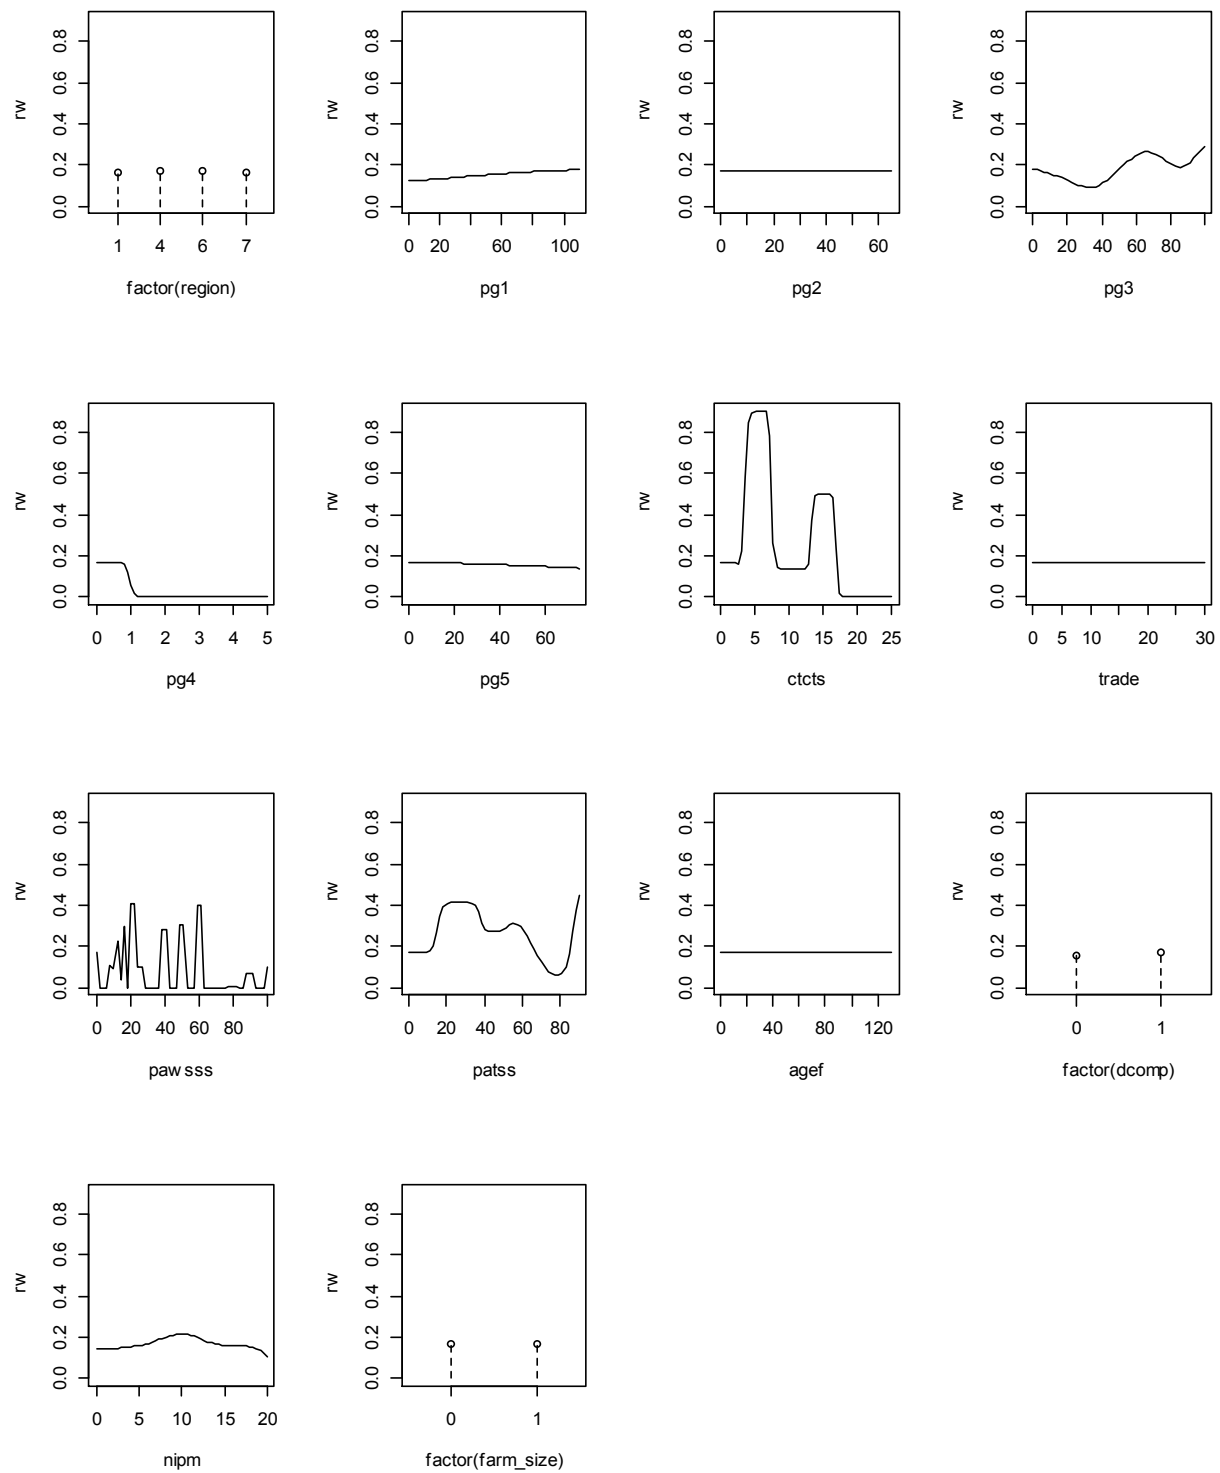 rw
0.0 0.2 0.4 0.6 0.8
1 4 6 7
factor(region)
rw
0.0 0.2 0.4 0.6 0.8
0 20 60 100
pg1
rw
0.0 0.2 0.4 0.6 0.8
0 20 40 60
pg2
rw
0.0 0.2 0.4 0.6 0.8
0 20 40 60 80
pg3
rw
0.0 0.2 0.4 0.6 0.8
0 1 2 3 4 5
pg4
rw
0.0 0.2 0.4 0.6 0.8
0 20 40 60
pg5
rw
0.0 0.2 0.4 0.6 0.8
0 5 10 15 20 25
ctcts
rw
0.0 0.2 0.4 0.6 0.8
0 5 10 20 30
trade
rw
0.0 0.2 0.4 0.6 0.8
0 20 40 60 80
pawsss
rw
0.0 0.2 0.4 0.6 0.8
0 20 40 60 80
patss
rw
0.0 0.2 0.4 0.6 0.8
0 40 80 120
agef
rw
0.0 0.2 0.4 0.6 0.8
0 1
factor(dcomp)
rw
0.0 0.2 0.4 0.6 0.8
0 5 10 15 20
nipm
rw
0.0 0.2 0.4 0.6 0.8
0 1
factor(farm_size)